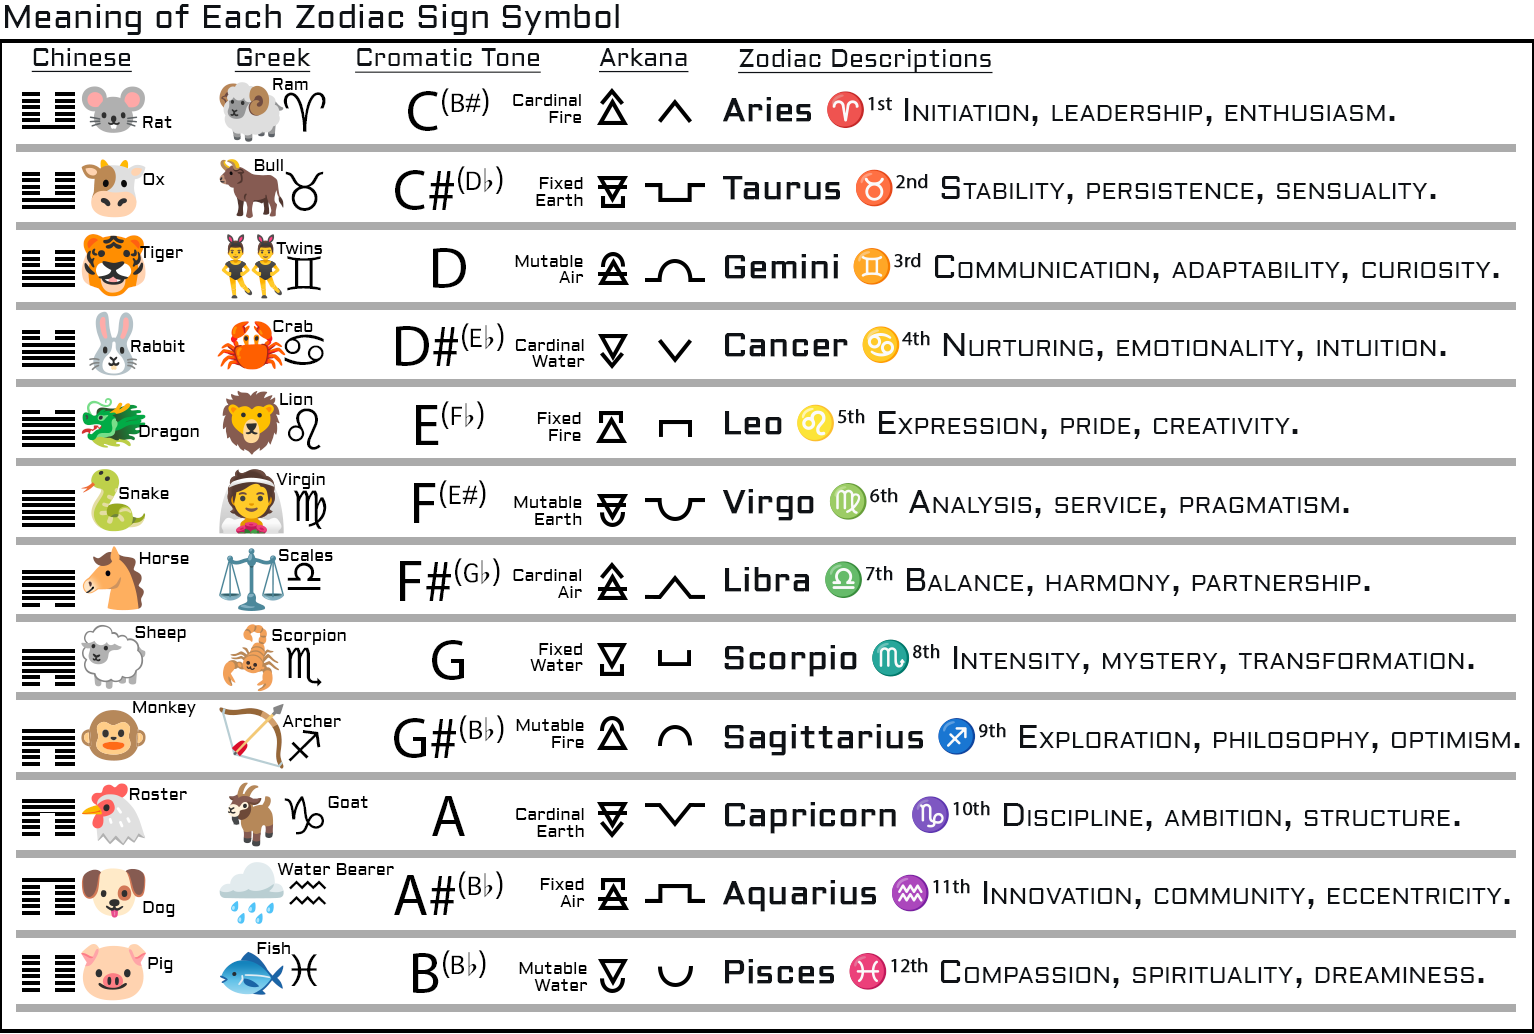 Meaning of Each Zodiac Sign Symbol
Chinese Greek Cromatic Tone Arkana Zodiac Descriptions
Rat Ram ♈ C(B#) Cardinal Fire Aries ♈ 1st Initiation, leadership, enthusiasm.
Ox Bull ♉ C#(D♭) Fixed Earth Taurus ♉ 2nd Stability, persistence, sensuality.
Tiger Twins ♊ D Mutable Air Gemini ♊ 3rd Communication, adaptability, curiosity.
Rabbit Crab ♋ D#(E♭) Cardinal Water Cancer ♋ 4th Nurturing, emotionality, intuition.
Dragon Lion ♌ E(F♭) Fixed Fire Leo ♌ 5th Expression, pride, creativity.
Snake Virgin ♍ F(E#) Mutable Earth Virgo ♍ 6th Analysis, service, pragmatism.
Horse Scales ♎ F#(G♭) Cardinal Air Libra ♎ 7th Balance, harmony, partnership.
Sheep Scorpion ♏ G Fixed Water Scorpio ♏ 8th Intensity, mystery, transformation.
Monkey Archer ♐ G#(B♭) Mutable Fire Sagittarius ♐ 9th Exploration, philosophy, optimism.
Roster Goat ♑ A Cardinal Earth Capricorn ♑ 10th Discipline, ambition, structure.
Dog Water Bearer ♒ A#(B♭) Fixed Air Aquarius ♒ 11th Innovation, community, eccentricity.
Pig Fish ♓ B(B♭) Mutable Water Pisces ♓ 12th Compassion, spirituality, dreaminess.